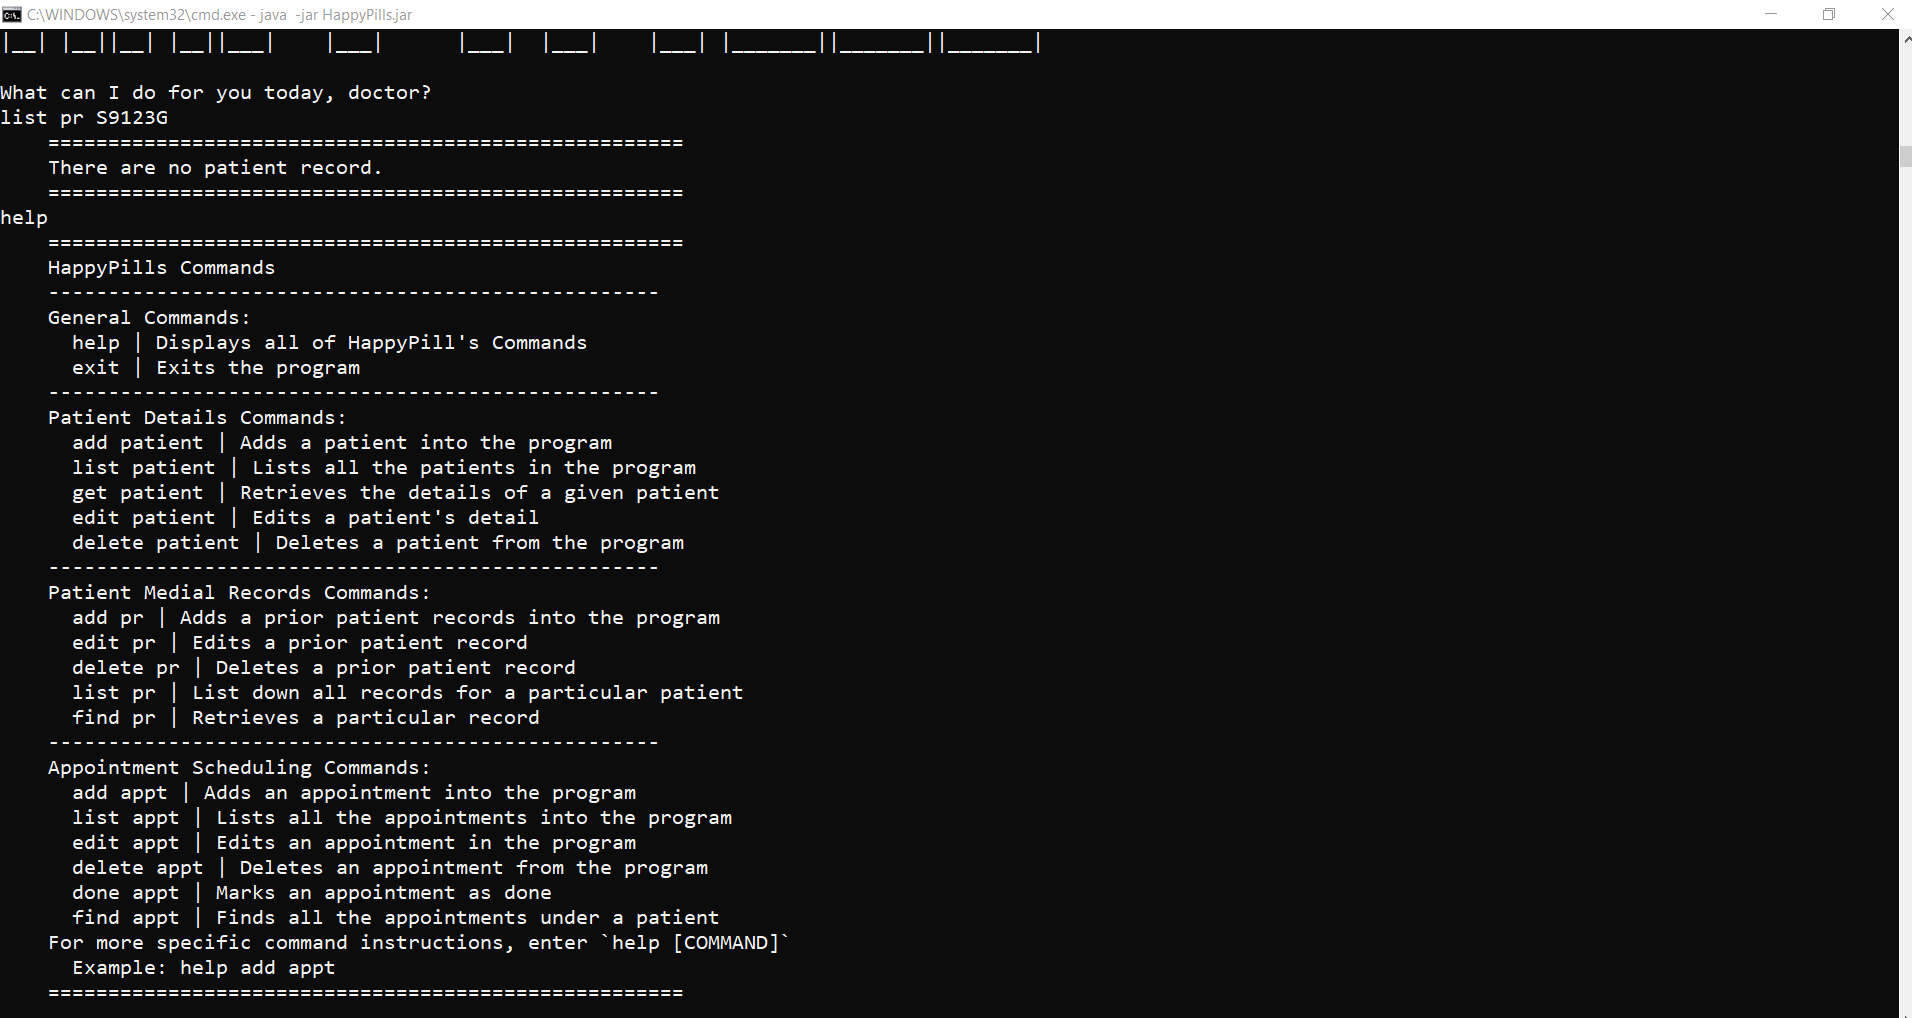 C:\WINDOWS\system32\cmd.exe - java  -jar HappyPills.jar
|__| |__||__| |__||___|    |___|      |___|  |___|    |___| |_______||_______||_______|
What can I do for you today, doctor?
list pr S9123G
    =====================================================
    There are no patient record.
    =====================================================
help
    =====================================================
    HappyPills Commands
    ---------------------------------------------------
    General Commands:
      help | Displays all of HappyPill's Commands
      exit | Exits the program
    ---------------------------------------------------
    Patient Details Commands:
      add patient | Adds a patient into the program
      list patient | Lists all the patients in the program
      get patient | Retrieves the details of a given patient
      edit patient | Edits a patient's detail
      delete patient | Deletes a patient from the program
    ---------------------------------------------------
    Patient Medial Records Commands:
      add pr | Adds a prior patient records into the program
      edit pr | Edits a prior patient record
      delete pr | Deletes a prior patient record
      list pr | List down all records for a particular patient
      find pr | Retrieves a particular record
    ---------------------------------------------------
    Appointment Scheduling Commands:
      add appt | Adds an appointment into the program
      list appt | Lists all the appointments into the program
      edit appt | Edits an appointment in the program
      delete appt | Deletes an appointment from the program
      done appt | Marks an appointment as done
      find appt | Finds all the appointments under a patient
    For more specific command instructions, enter `help [COMMAND]`
      Example: help add appt
    =====================================================